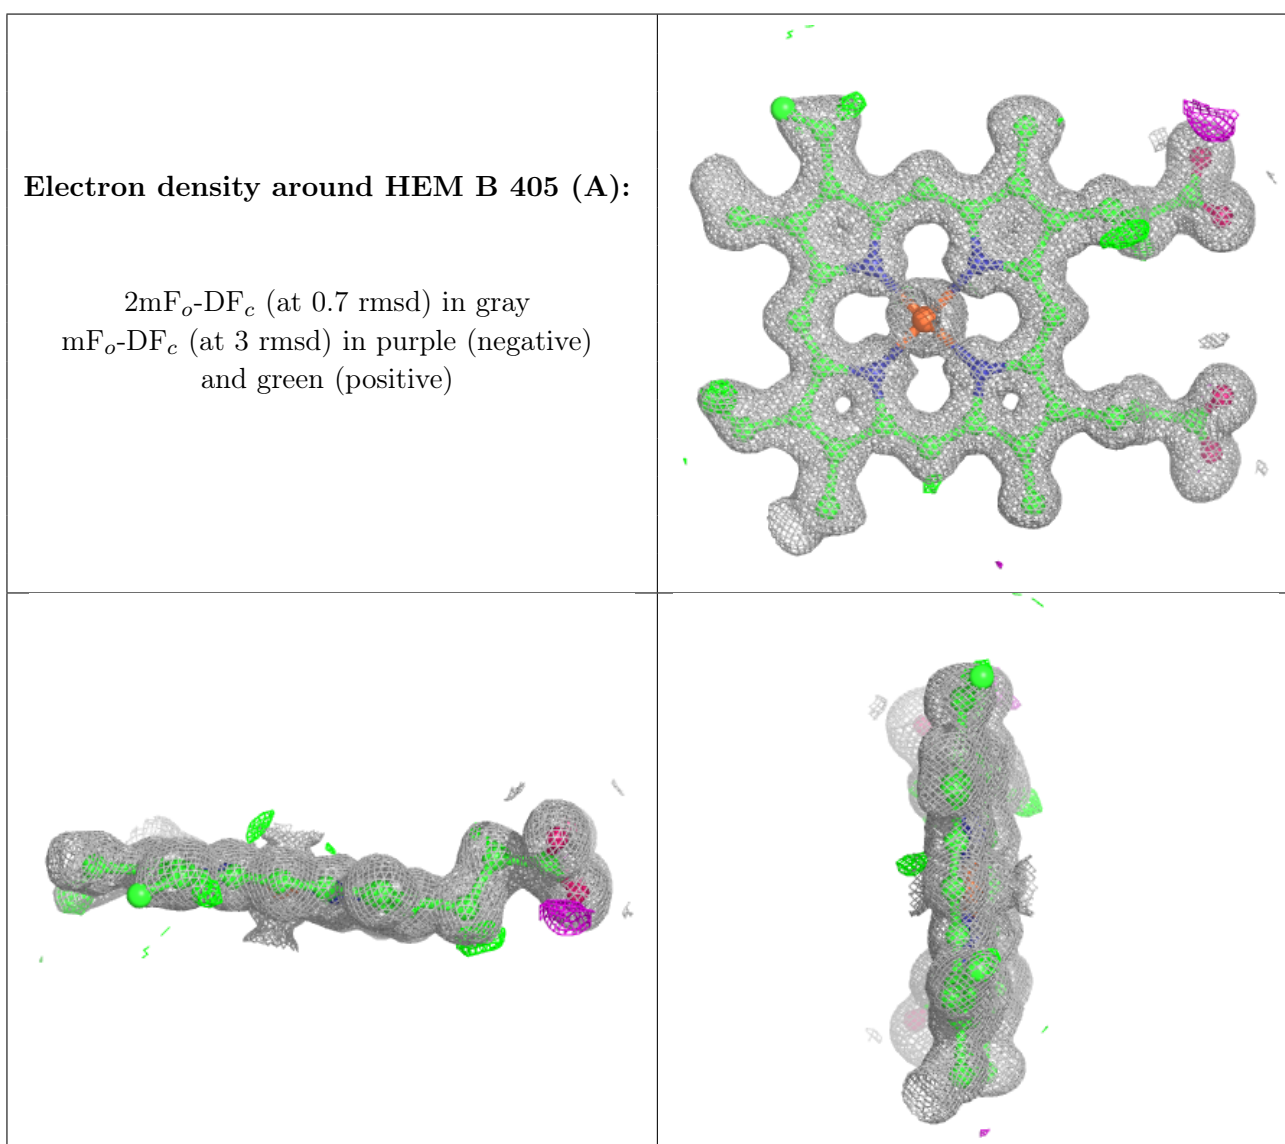 Electron density around HEM B 405 (A):
2mFₒ-DF𝒸 (at 0.7 rmsd) in gray
mFₒ-DF𝒸 (at 3 rmsd) in purple (negative)
and green (positive)